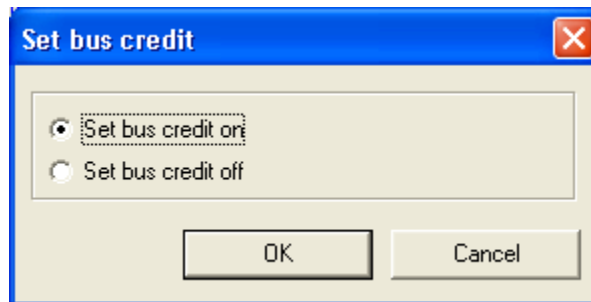 Set bus credit
Set bus credit on
Set bus credit off
OK
Cancel